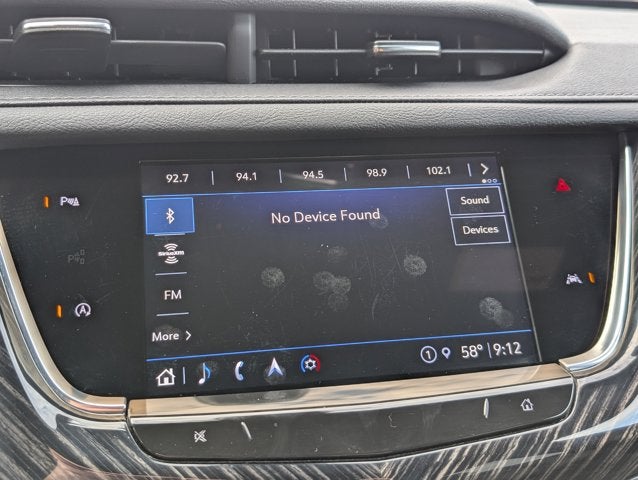 92.7 94.1 94.5 98.9 102.1
No Device Found
Sound
Devices
SiriusXM
FM
More
1 58° 9:12
P
P
A